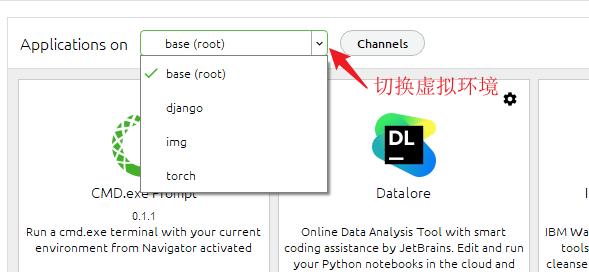 Applications on
base (root)
Channels
base (root)
django
img
torch
切换虚拟环境
CMD.exe Prompt
0.1.1
Run a cmd.exe terminal with your current
environment from Navigator activated
DL
Datalore
Online Data Analysis Tool with smart
coding assistance by JetBrains. Edit and run
your Python notebooks in the cloud and
I
IBM Wa
tools
cleanse